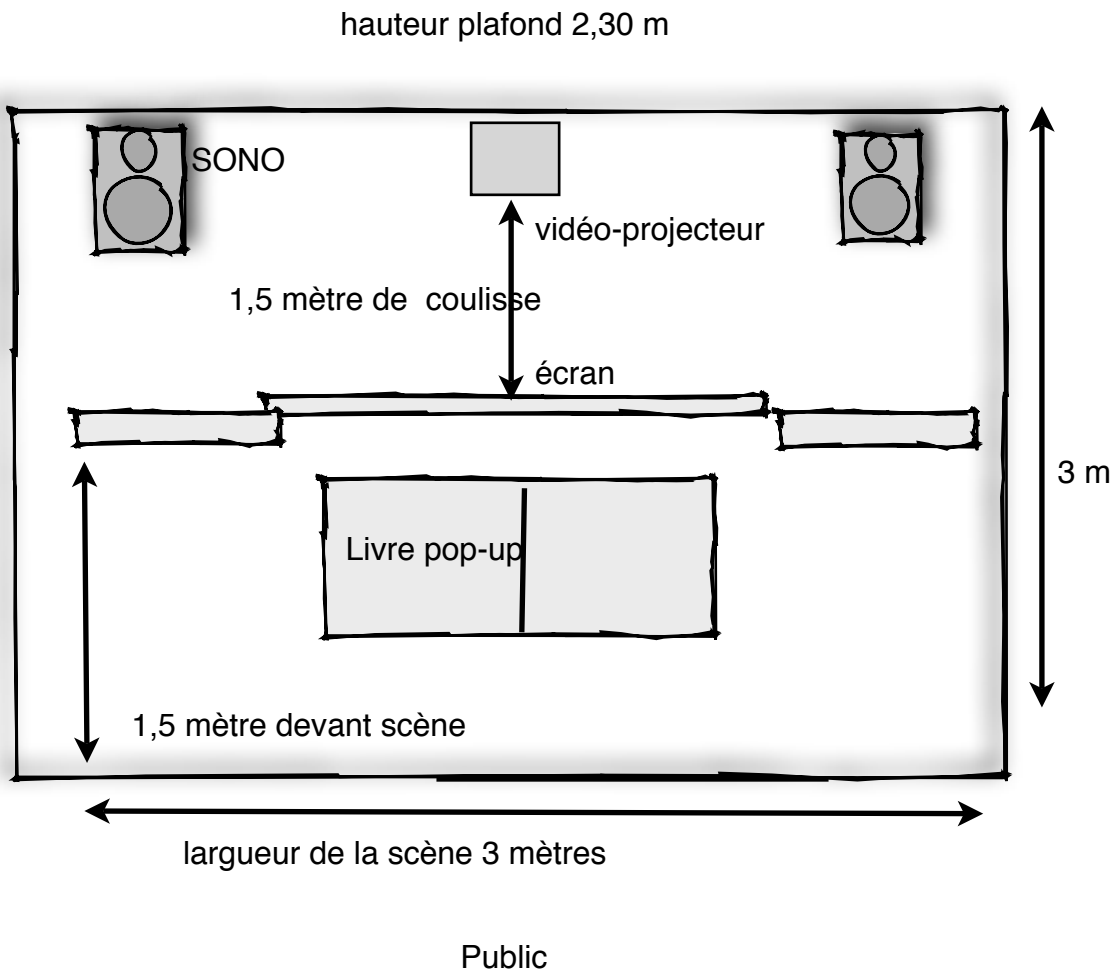 hauteur plafond 2,30 m
SONO
vidéo-projecteur
1,5 mètre de  coulisse
écran
3 m
Livre pop-up
1,5 mètre devant scène
largueur de la scène 3 mètres
Public